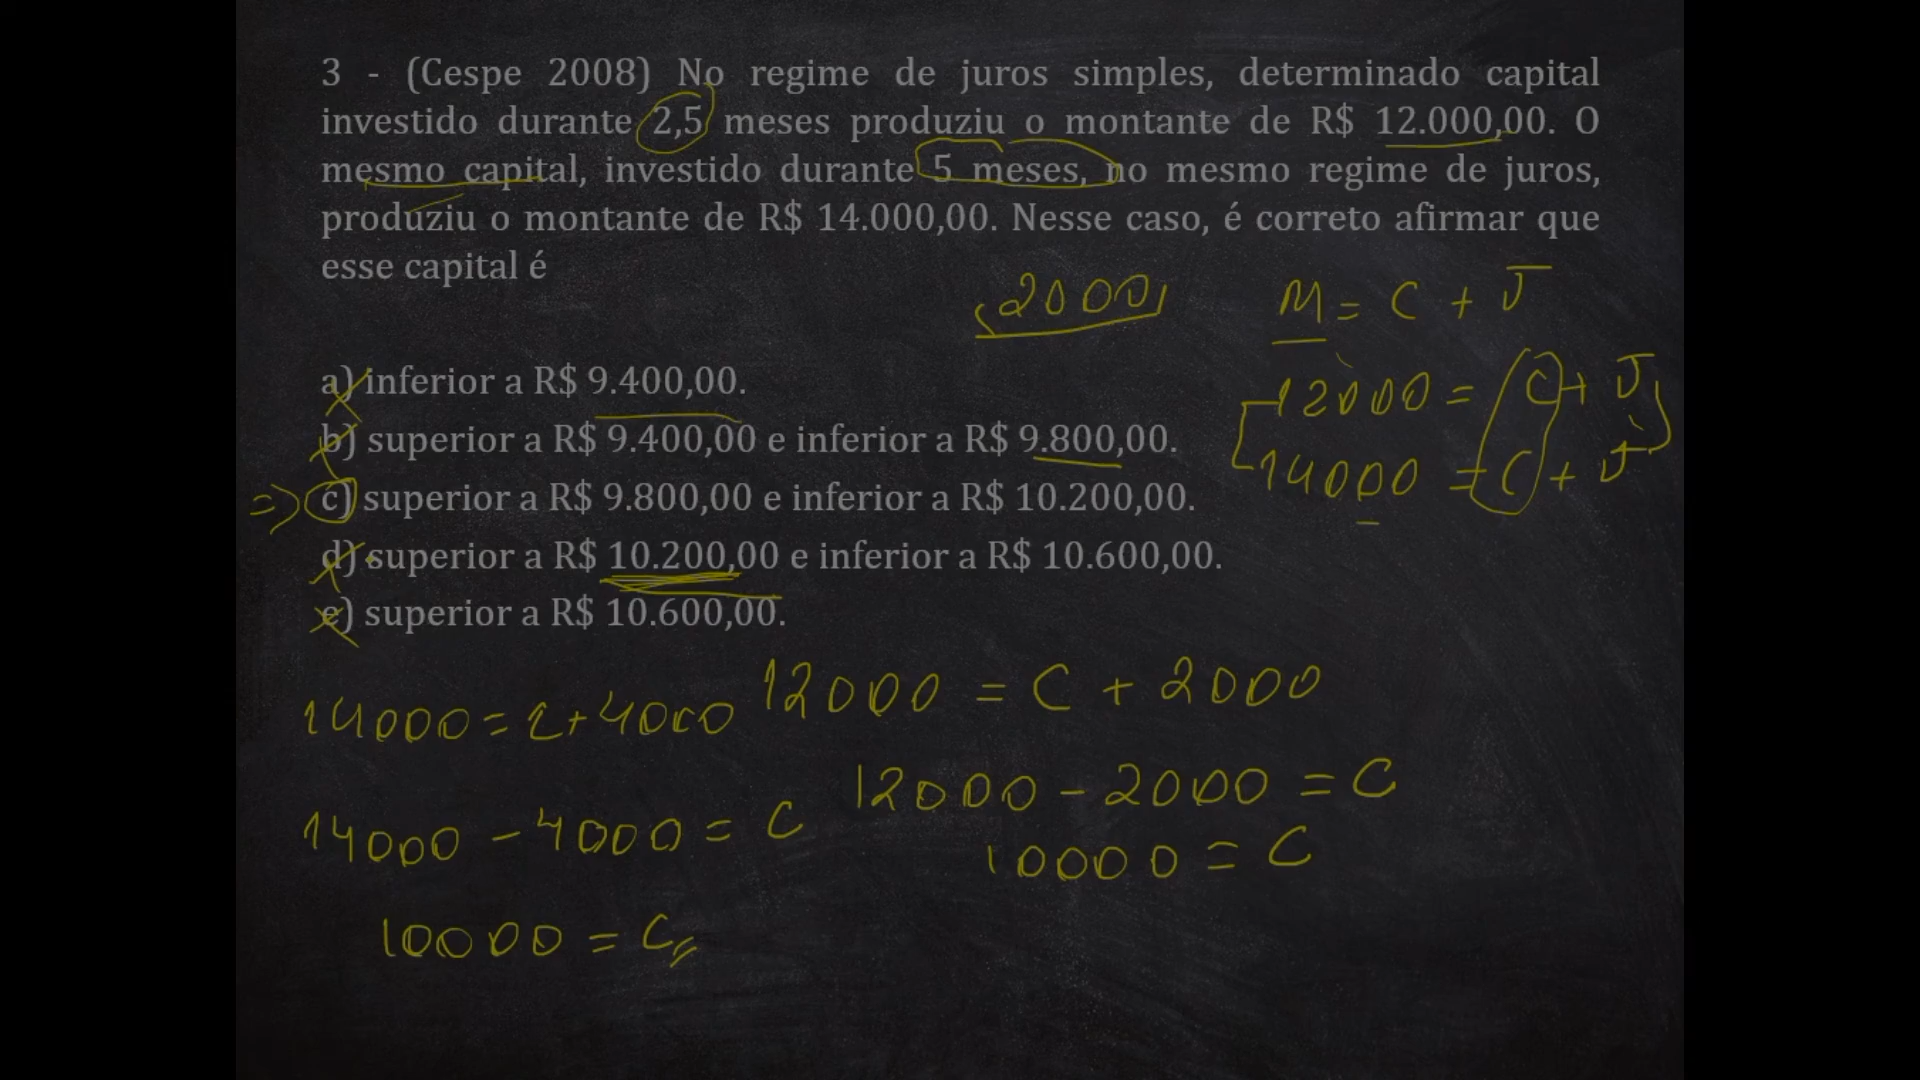 3 - (Cespe 2008) No regime de juros simples, determinado capital
investido durante 2,5 meses produziu o montante de R$ 12.000,00. O
mesmo capital, investido durante 5 meses, no mesmo regime de juros,
produziu o montante de R$ 14.000,00. Nesse caso, é correto afirmar que
esse capital é
2000
M = C + J
12000 = C + J
14000 = C + J
a) inferior a R$ 9.400,00.
b) superior a R$ 9.400,00 e inferior a R$ 9.800,00.
=> c) superior a R$ 9.800,00 e inferior a R$ 10.200,00.
d) superior a R$ 10.200,00 e inferior a R$ 10.600,00.
e) superior a R$ 10.600,00.
14000 = C + 4000
14000 - 4000 = C
10000 = C
12000 = C + 2000
12000 - 2000 = C
10000 = C